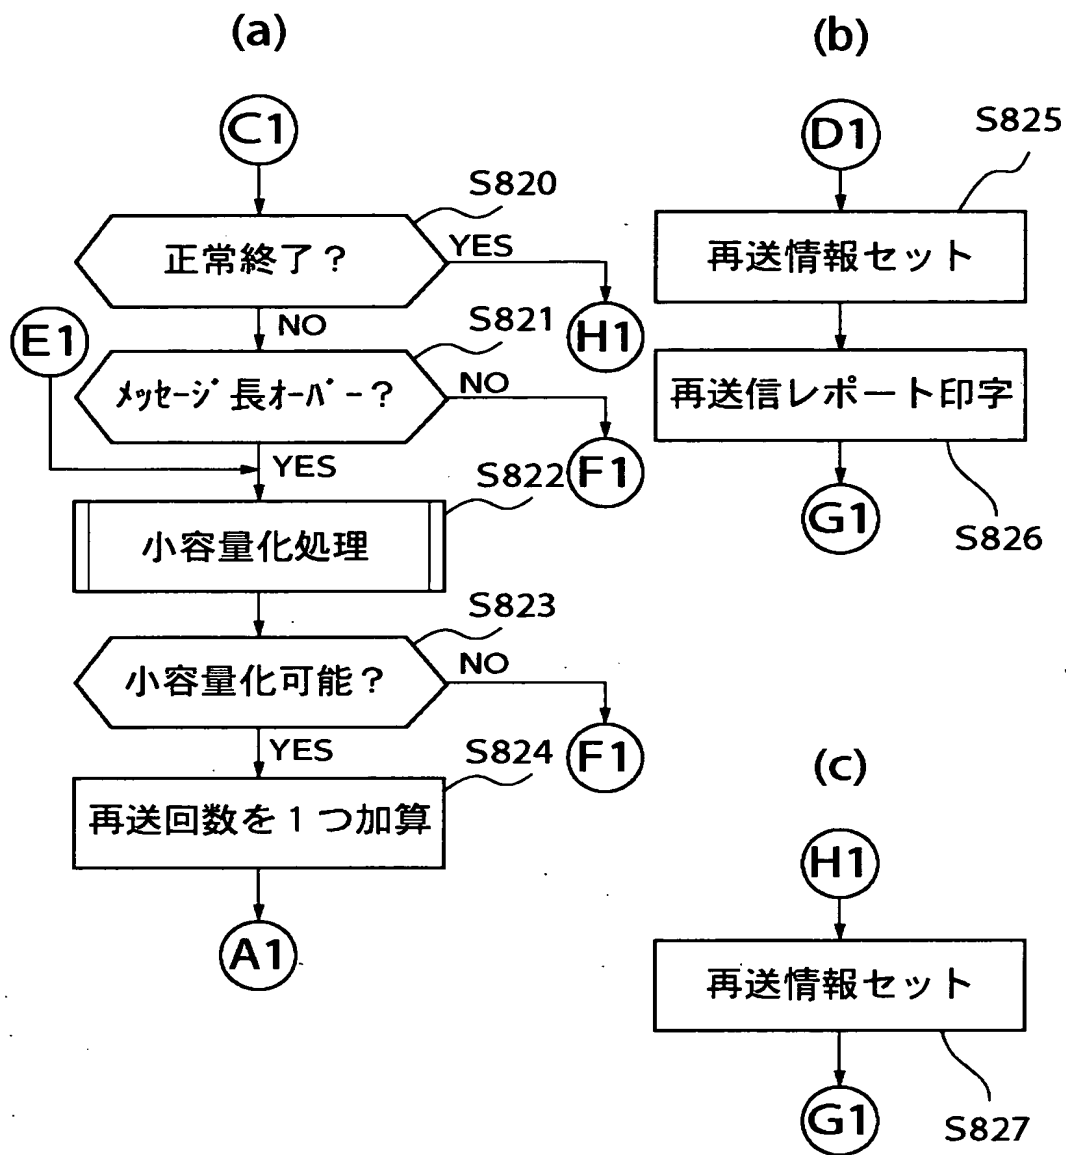 (a)
C1
S820
正常終了？
YES
H1
NO
E1
S821
メッセージ長オーバー？
NO
F1
YES
S822
小容量化処理
S823
小容量化可能？
NO
F1
YES
S824
再送回数を１つ加算
A1
(b)
D1
S825
再送情報セット
再送信レポート印字
S826
G1
(c)
H1
再送情報セット
S827
G1